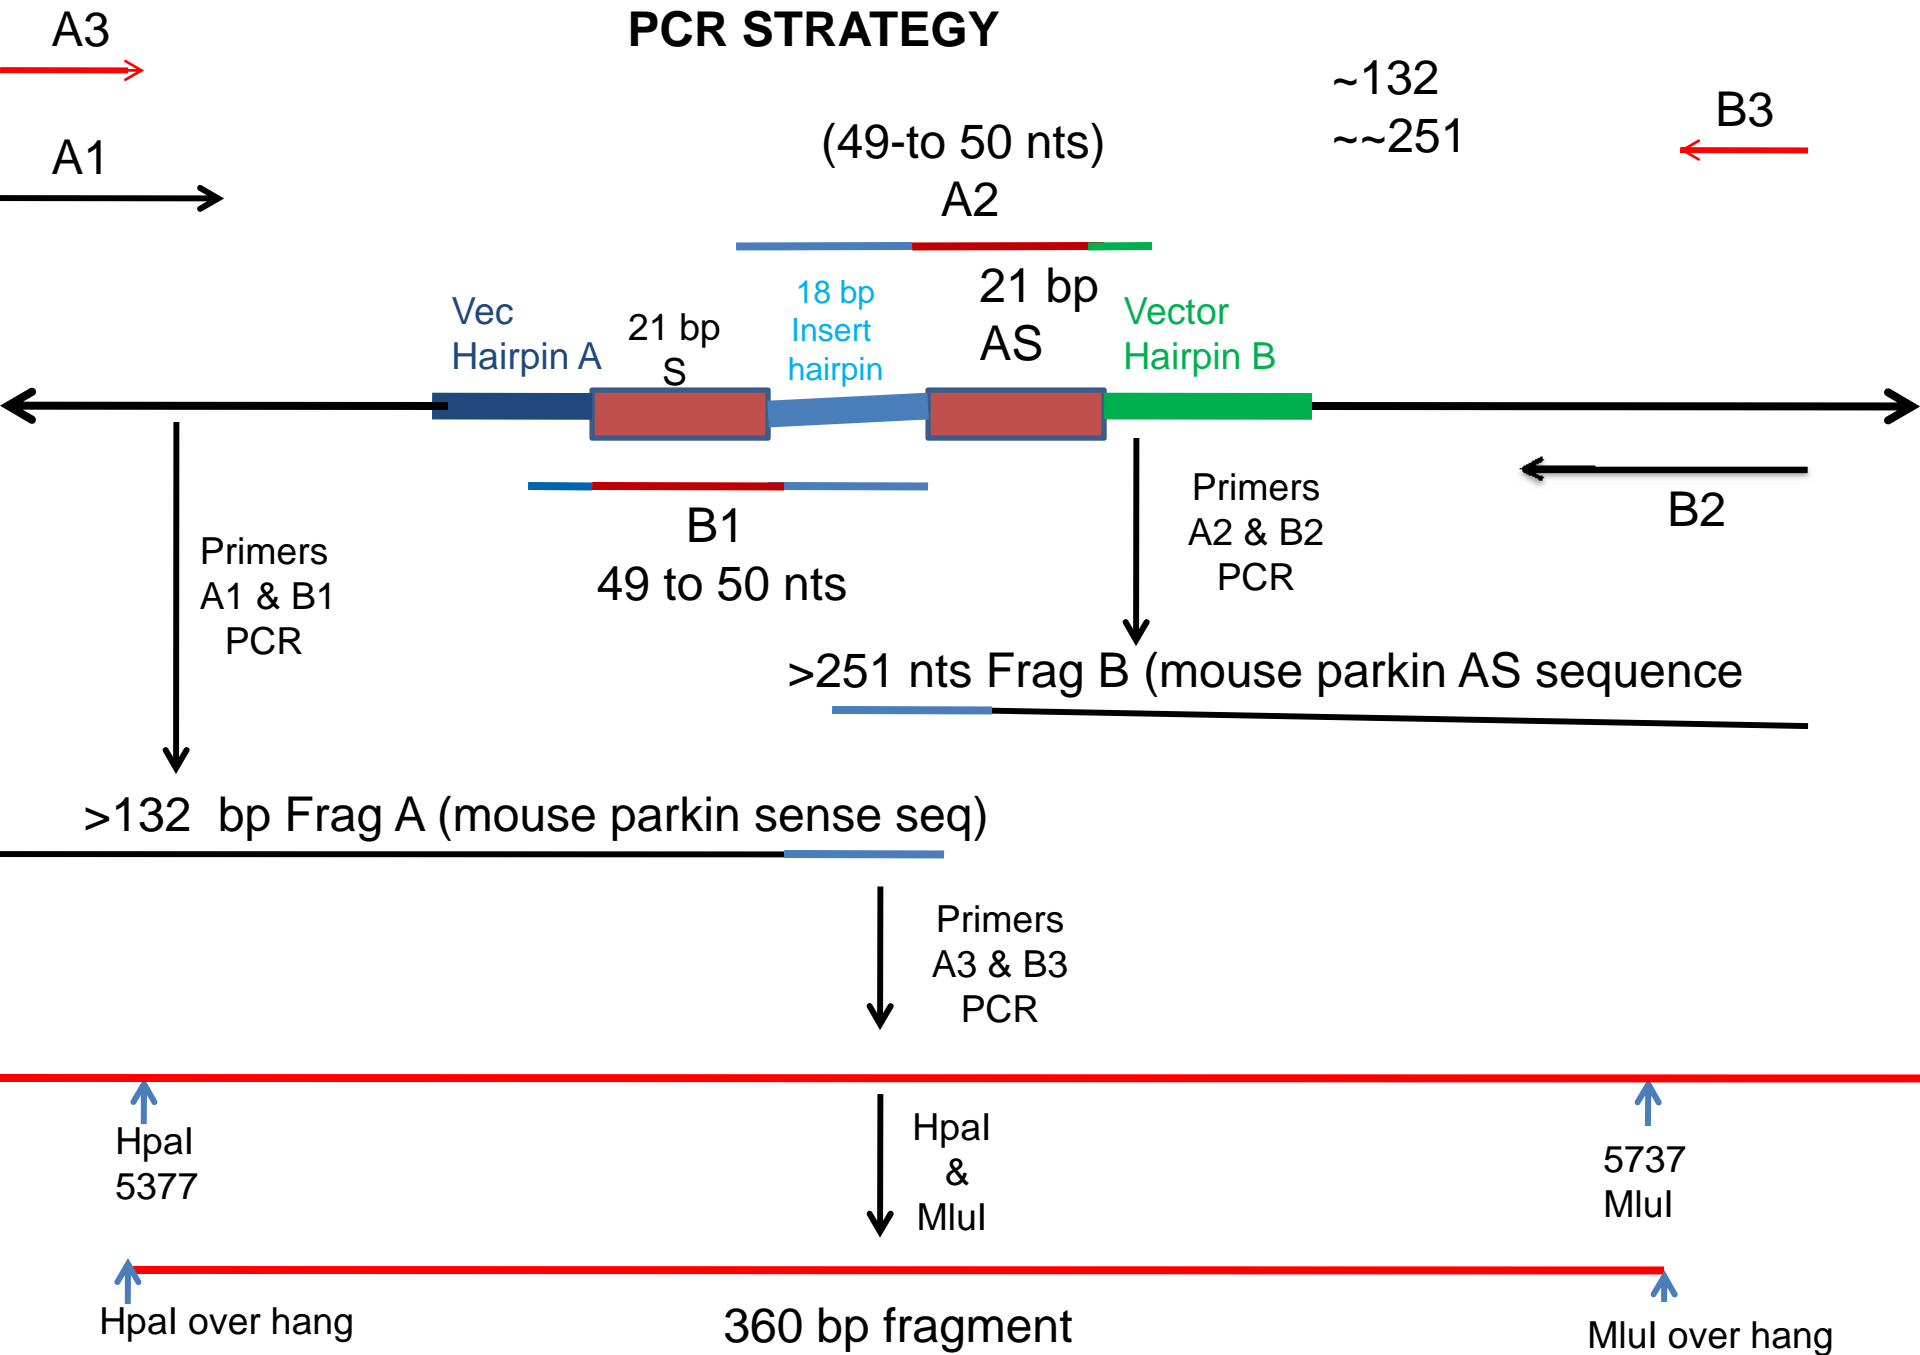 PCR STRATEGY
A3
A1
~132
~~251
B3
(49-to 50 nts)
A2
Vec
Hairpin A
21 bp
S
18 bp
Insert
hairpin
21 bp
AS
Vector
Hairpin B
B1
49 to 50 nts
Primers
A1 & B1
PCR
Primers
A2 & B2
PCR
B2
>251 nts Frag B (mouse parkin AS sequence
>132 bp Frag A (mouse parkin sense seq)
Primers
A3 & B3
PCR
HpaI
5377
HpaI
&
MluI
5737
MluI
HpaI over hang
360 bp fragment
MluI over hang